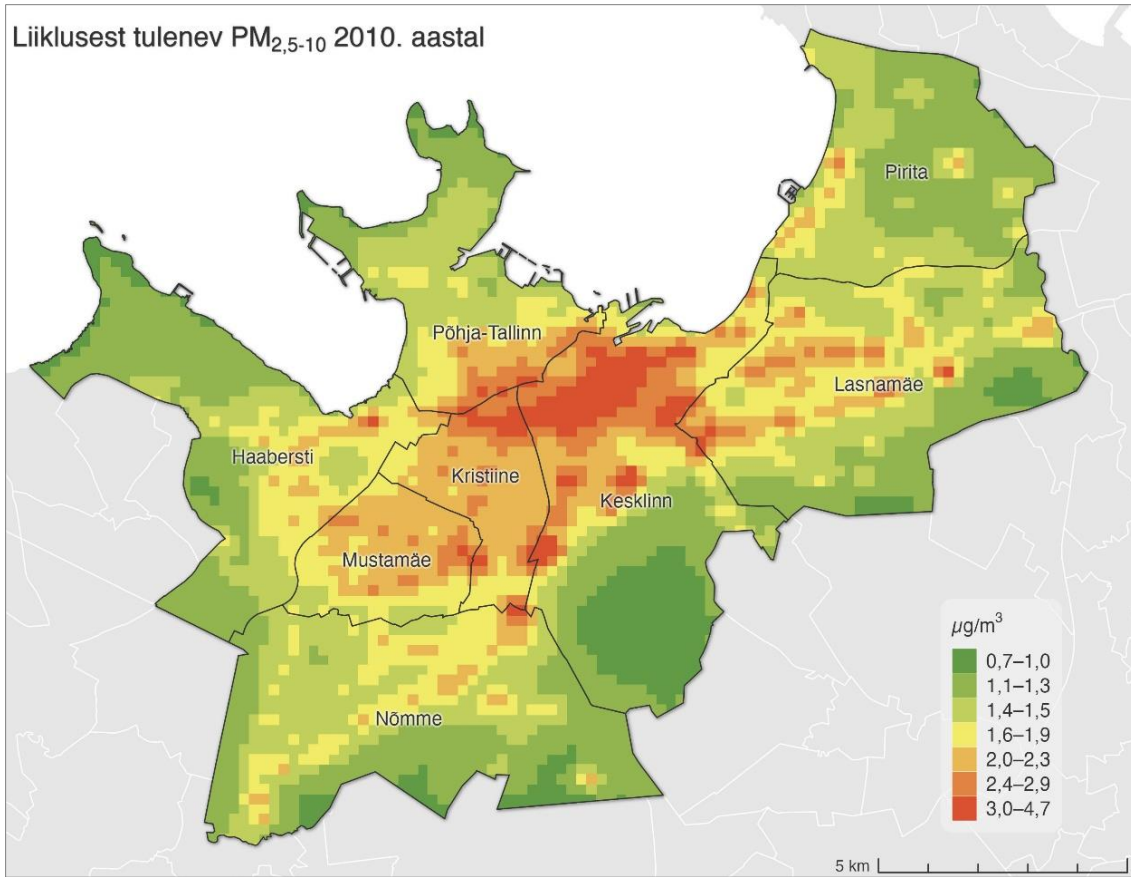 Liiklusest tulenev PM2,5-10 2010. aastal
Pirita
Põhja-Tallinn
Lasnamäe
Haabersti
Kristiine
Kesklinn
Mustamäe
Nõmme
µg/m³
0,7–1,0
1,1–1,3
1,4–1,5
1,6–1,9
2,0–2,3
2,4–2,9
3,0–4,7
5 km